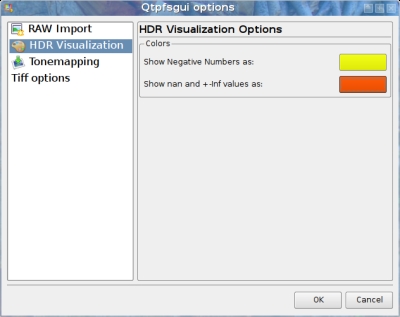 Qtpfsgui options
RAW Import
HDR Visualization
Tonemapping
Tiff options
HDR Visualization Options
Colors
Show Negative Numbers as:
Show nan and +-Inf values as:
OK
Cancel